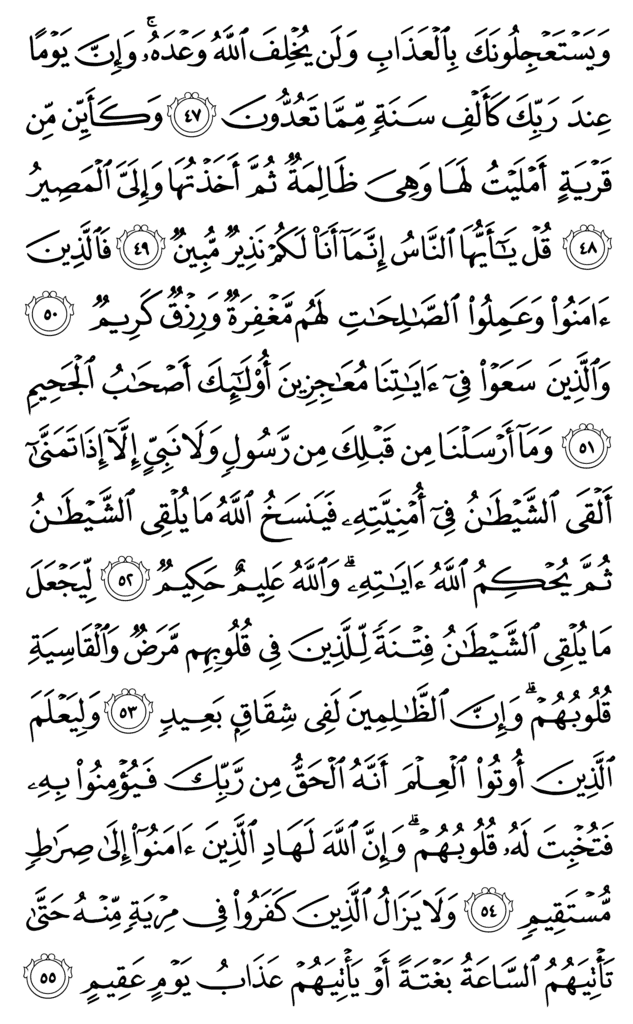 وَيَسْتَعْجِلُونَكَ بِٱلْعَذَابِ وَلَن يُخْلِفَ ٱللَّهُ وَعْدَهُۥۚ وَإِنَّ يَوْمًا
عِندَ رَبِّكَ كَأَلْفِ سَنَةٍ مِّمَّا تَعُدُّونَ ٤٧ وَكَأَيِّن مِّن
قَرْيَةٍ أَمْلَيْتُ لَهَا وَهِىَ ظَالِمَةٌ ثُمَّ أَخَذْتُهَا وَإِلَىَّ ٱلْمَصِيرُ
٤٨ قُلْ يَـٰٓأَيُّهَا ٱلنَّاسُ إِنَّمَآ أَنَا۠ لَكُمْ نَذِيرٌ مُّبِينٌ ٤٩ فَٱلَّذِينَ
ءَامَنُوا۟ وَعَمِلُوا۟ ٱلصَّـٰلِحَـٰتِ لَهُم مَّغْفِرَةٌ وَرِزْقٌ كَرِيمٌ ٥٠
وَٱلَّذِينَ سَعَوْا۟ فِىٓ ءَايَـٰتِنَا مُعَـٰجِزِينَ أُو۟لَـٰٓئِكَ أَصْحَـٰبُ ٱلْجَحِيمِ
٥١ وَمَآ أَرْسَلْنَا مِن قَبْلِكَ مِن رَّسُولٍ وَلَا نَبِىٍّ إِلَّآ إِذَا تَمَنَّىٰٓ
أَلْقَى ٱلشَّيْطَـٰنُ فِىٓ أُمْنِيَّتِهِۦ فَيَنسَخُ ٱللَّهُ مَا يُلْقِى ٱلشَّيْطَـٰنُ
ثُمَّ يُحْكِمُ ٱللَّهُ ءَايَـٰتِهِۦۗ وَٱللَّهُ عَلِيمٌ حَكِيمٌ ٥٢ لِّيَجْعَلَ
مَا يُلْقِى ٱلشَّيْطَـٰنُ فِتْنَةً لِّلَّذِينَ فِى قُلُوبِهِم مَّرَضٌ وَٱلْقَاسِيَةِ
قُلُوبُهُمْۗ وَإِنَّ ٱلظَّـٰلِمِينَ لَفِى شِقَاقٍۭ بَعِيدٍ ٥٣ وَلِيَعْلَمَ
ٱلَّذِينَ أُوتُوا۟ ٱلْعِلْمَ أَنَّهُ ٱلْحَقُّ مِن رَّبِّكَ فَيُؤْمِنُوا۟ بِهِۦ
فَتُخْبِتَ لَهُۥ قُلُوبُهُمْۗ وَإِنَّ ٱللَّهَ لَهَادِ ٱلَّذِينَ ءَامَنُوٓا۟ إِلَىٰ صِرَٰطٍ
مُّسْتَقِيمٍ ٥٤ وَلَا يَزَالُ ٱلَّذِينَ كَفَرُوا۟ فِى مِرْيَةٍ مِّنْهُ حَتَّىٰ
تَأْتِيَهُمُ ٱلسَّاعَةُ بَغْتَةً أَوْ يَأْتِيَهُمْ عَذَابُ يَوْمٍ عَقِيمٍ ٥٥